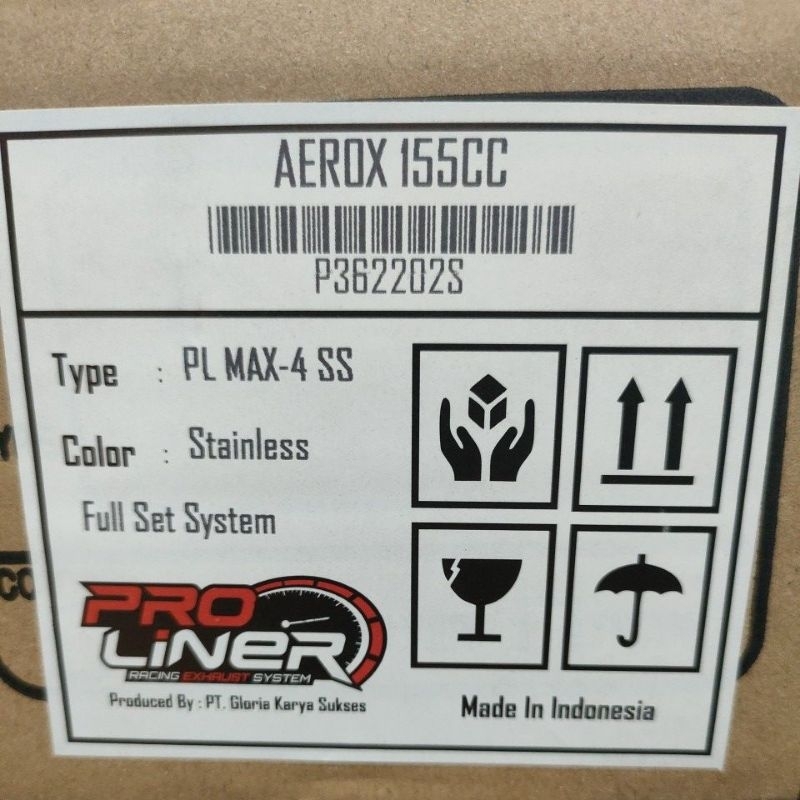 AEROX 155CC
P362202S
Type : PL MAX-4 SS
Color : Stainless
Full Set System
PRO
LINER
RACING EXHAUST SYSTEM
Produced By : PT. Gloria Karya Sukses
Made In Indonesia